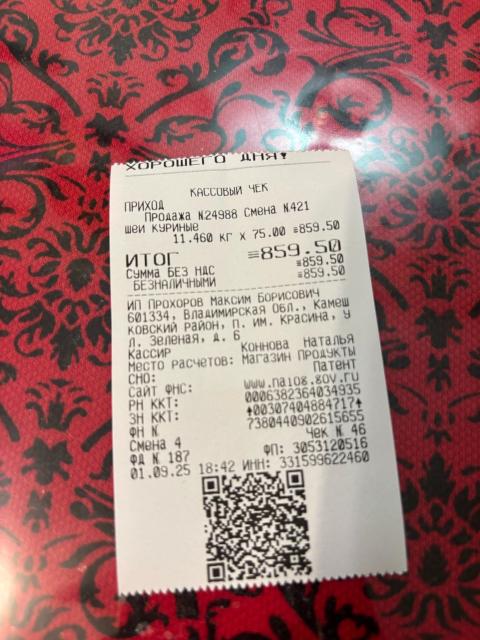 ХОРОШЕГО ДНЯ!
КАССОВЫЙ ЧЕК
ПРИХОД
Продажа N24988 Смена N421
ШЕИ КУРИНЫЕ
11.460 кг X 75.00 ≡859.50
ИТОГ ≡859.50
Сумма БЕЗ НДС ≡859.50
БЕЗНАЛИЧНЫМИ ≡859.50
ИП ПРОХОРОВ Максим БОРИСОВИЧ
601334, ВЛАДИМИРСКАЯ ОБЛ., Камеш
КОВСКИЙ РАЙОН, П. ИМ. Красина, У
Л. Зеленая, д. 6
Кассир Коннова Наталья
Место расчетов: Магазин ПРОДУКТЫ
СНО: Патент
Сайт ФНС: www.nalog.gov.ru
РН ККТ: 0006382364034935
ЗН ККТ: ↑00307404884717↑
ФН N 7380440902615655
Смена 4 Чек N 46
ФД N 187 ФП: 3053120516
01.09.25 18:42 ИНН: 331599622460